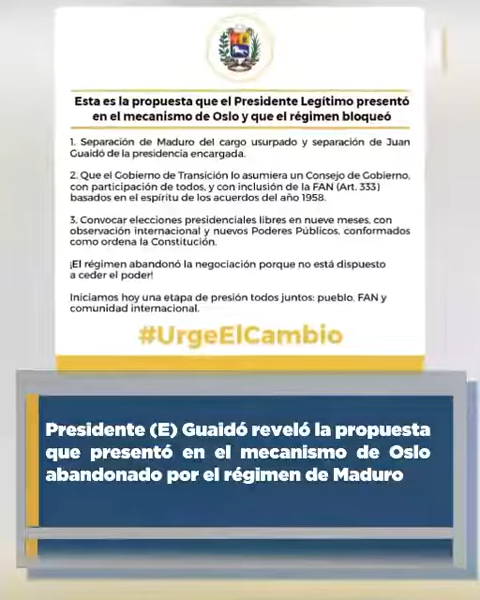 Esta es la propuesta que el Presidente Legítimo presentó
en el mecanismo de Oslo y que el régimen bloqueó
1. Separación de Maduro del cargo usurpado y separación de Juan
Guaidó de la presidencia encargada.
2. Que el Gobierno de Transición lo asumiera un Consejo de Gobierno,
con participación de todos, y con inclusión de la FAN (Art. 333)
basados en el espíritu de los acuerdos del año 1958.
3. Convocar elecciones presidenciales libres en nueve meses, con
observación internacional y nuevos Poderes Públicos, conformados
como ordena la Constitución.
¡El régimen abandonó la negociación porque no está dispuesto
a ceder el poder!
Iniciamos hoy una etapa de presión todos juntos: pueblo, FAN y
comunidad internacional.
#UrgeElCambio
Presidente (E) Guaidó reveló la propuesta
que presentó en el mecanismo de Oslo
abandonado por el régimen de Maduro